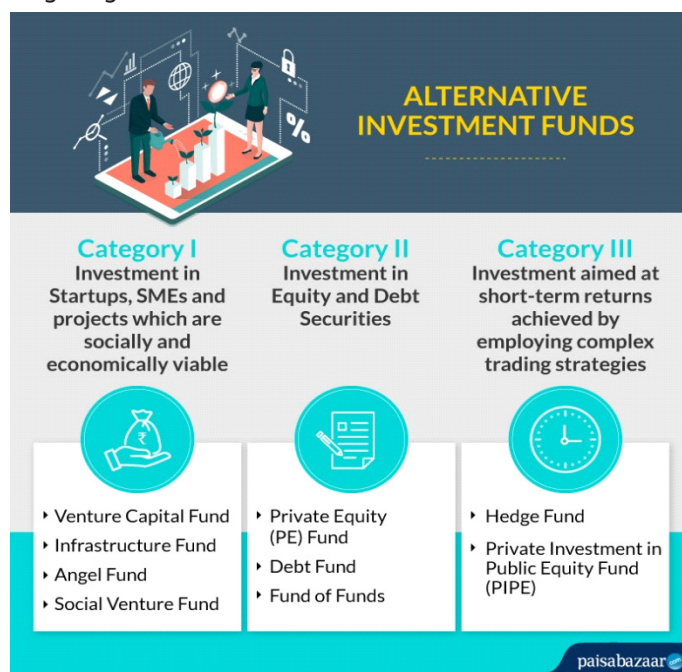 ALTERNATIVE
INVESTMENT FUNDS
%
Category I
Investment in
Startups, SMEs and
projects which are
socially and
economically viable
₹
▸ Venture Capital Fund
▸ Infrastructure Fund
▸ Angel Fund
▸ Social Venture Fund
Category II
Investment in
Equity and Debt
Securities
▸ Private Equity
(PE) Fund
▸ Debt Fund
▸ Fund of Funds
Category III
Investment aimed at
short-term returns
achieved by
employing complex
trading strategies
▸ Hedge Fund
▸ Private Investment in
Public Equity Fund
(PIPE)
paisabazaar